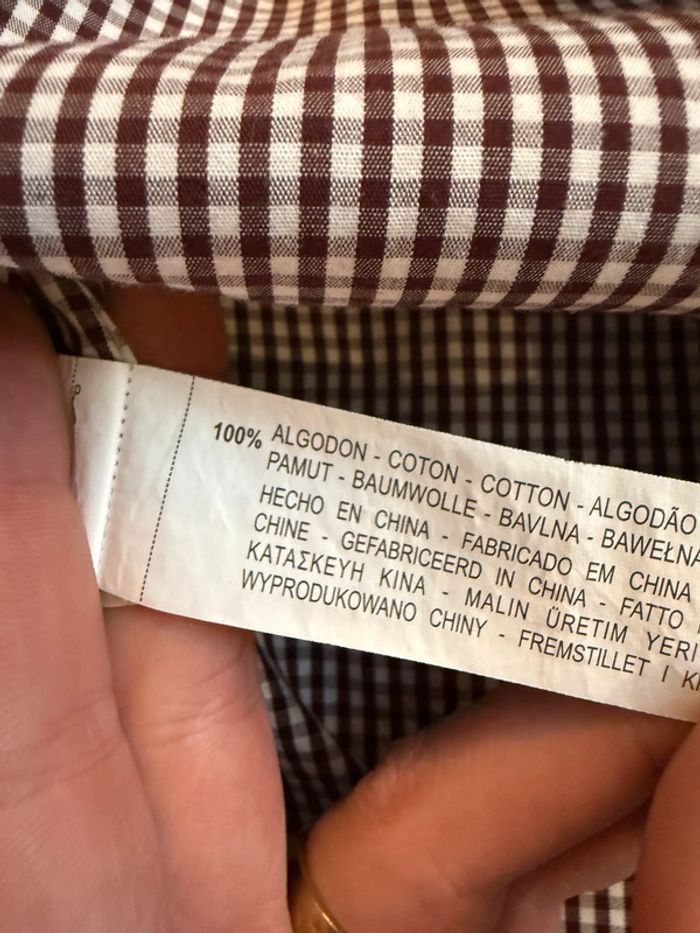 100% ALGODON - COTON - COTTON - ALGODÃO
PAMUT - BAUMWOLLE - BAVLNA - BAWEŁNA
HECHO EN CHINA - FABRICADO EM CHINA
CHINE - GEFABRICEERD IN CHINA - FATTO
ΚΑΤΑΣΚΕΥΗ ΚΙΝΑ - MALIN ÜRETIM YERI
WYPRODUKOWANO CHINY - FREMSTILLET I